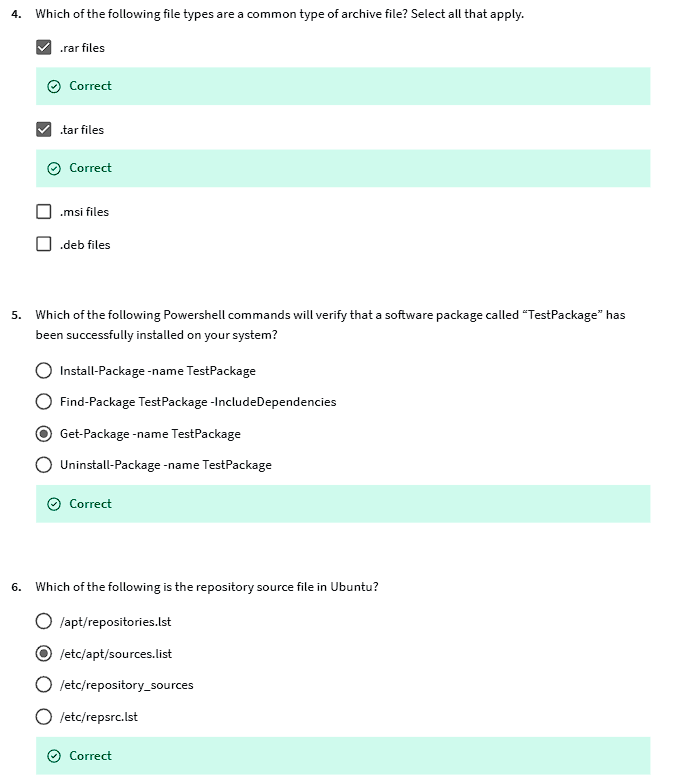 4. Which of the following file types are a common type of archive file? Select all that apply.
.rar files
Correct
.tar files
Correct
.msi files
.deb files
5. Which of the following Powershell commands will verify that a software package called “TestPackage” has
been successfully installed on your system?
Install-Package -name TestPackage
Find-Package TestPackage -IncludeDependencies
Get-Package -name TestPackage
Uninstall-Package -name TestPackage
Correct
6. Which of the following is the repository source file in Ubuntu?
/apt/repositories.lst
/etc/apt/sources.list
/etc/repository_sources
/etc/repsrc.lst
Correct